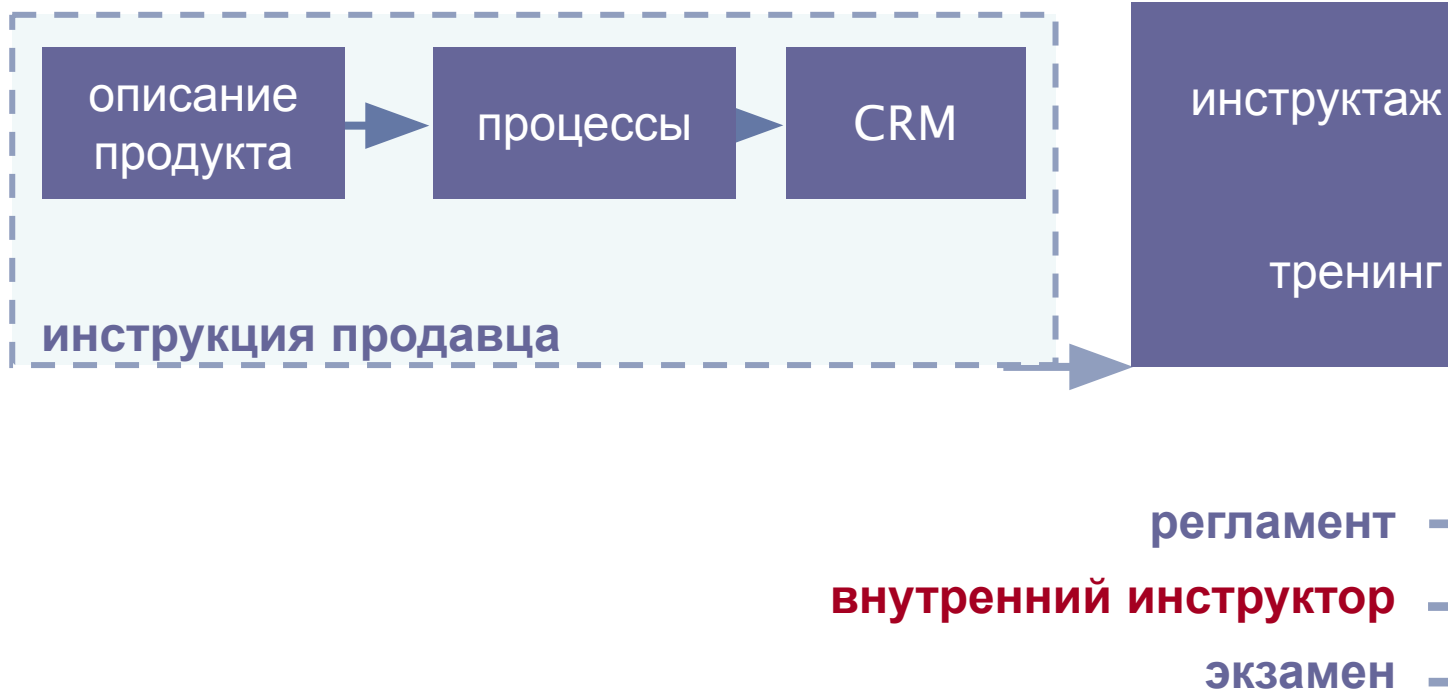 описание
продукта
процессы
CRM
инструктаж
тренинг
инструкция продавца
регламент
внутренний инструктор
экзамен